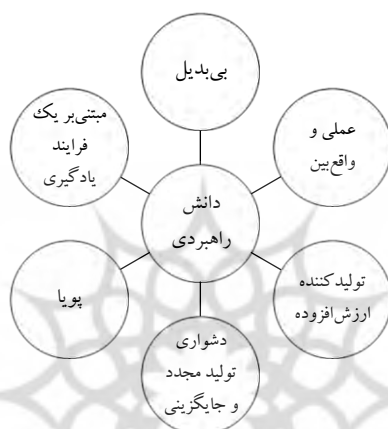 بی‌بدیل
عملی و
واقع‌بین
تولیدکننده
ارزش‌افزوده
دشواری
تولید مجدد
و جایگزینی
پویا
مبتنی‌بر یک
فرایند
یادگیری
دانش
راهبردی